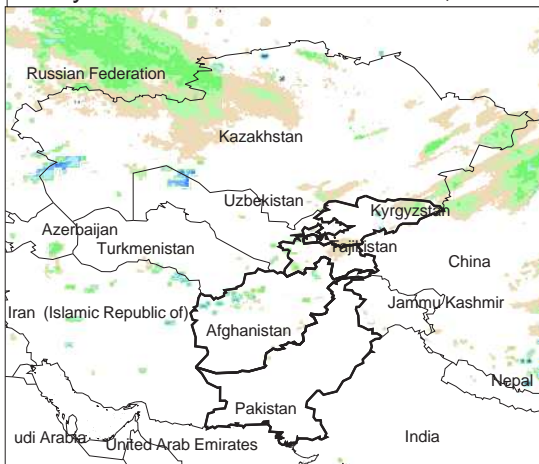 Russian Federation
Kazakhstan
Uzbekistan
Kyrgyzstan
Azerbaijan
Turkmenistan
Tajikistan
China
Iran (Islamic Republic of)
Jammu/Kashmir
Afghanistan
Nepal
Pakistan
udi Arabia
United Arab Emirates
India